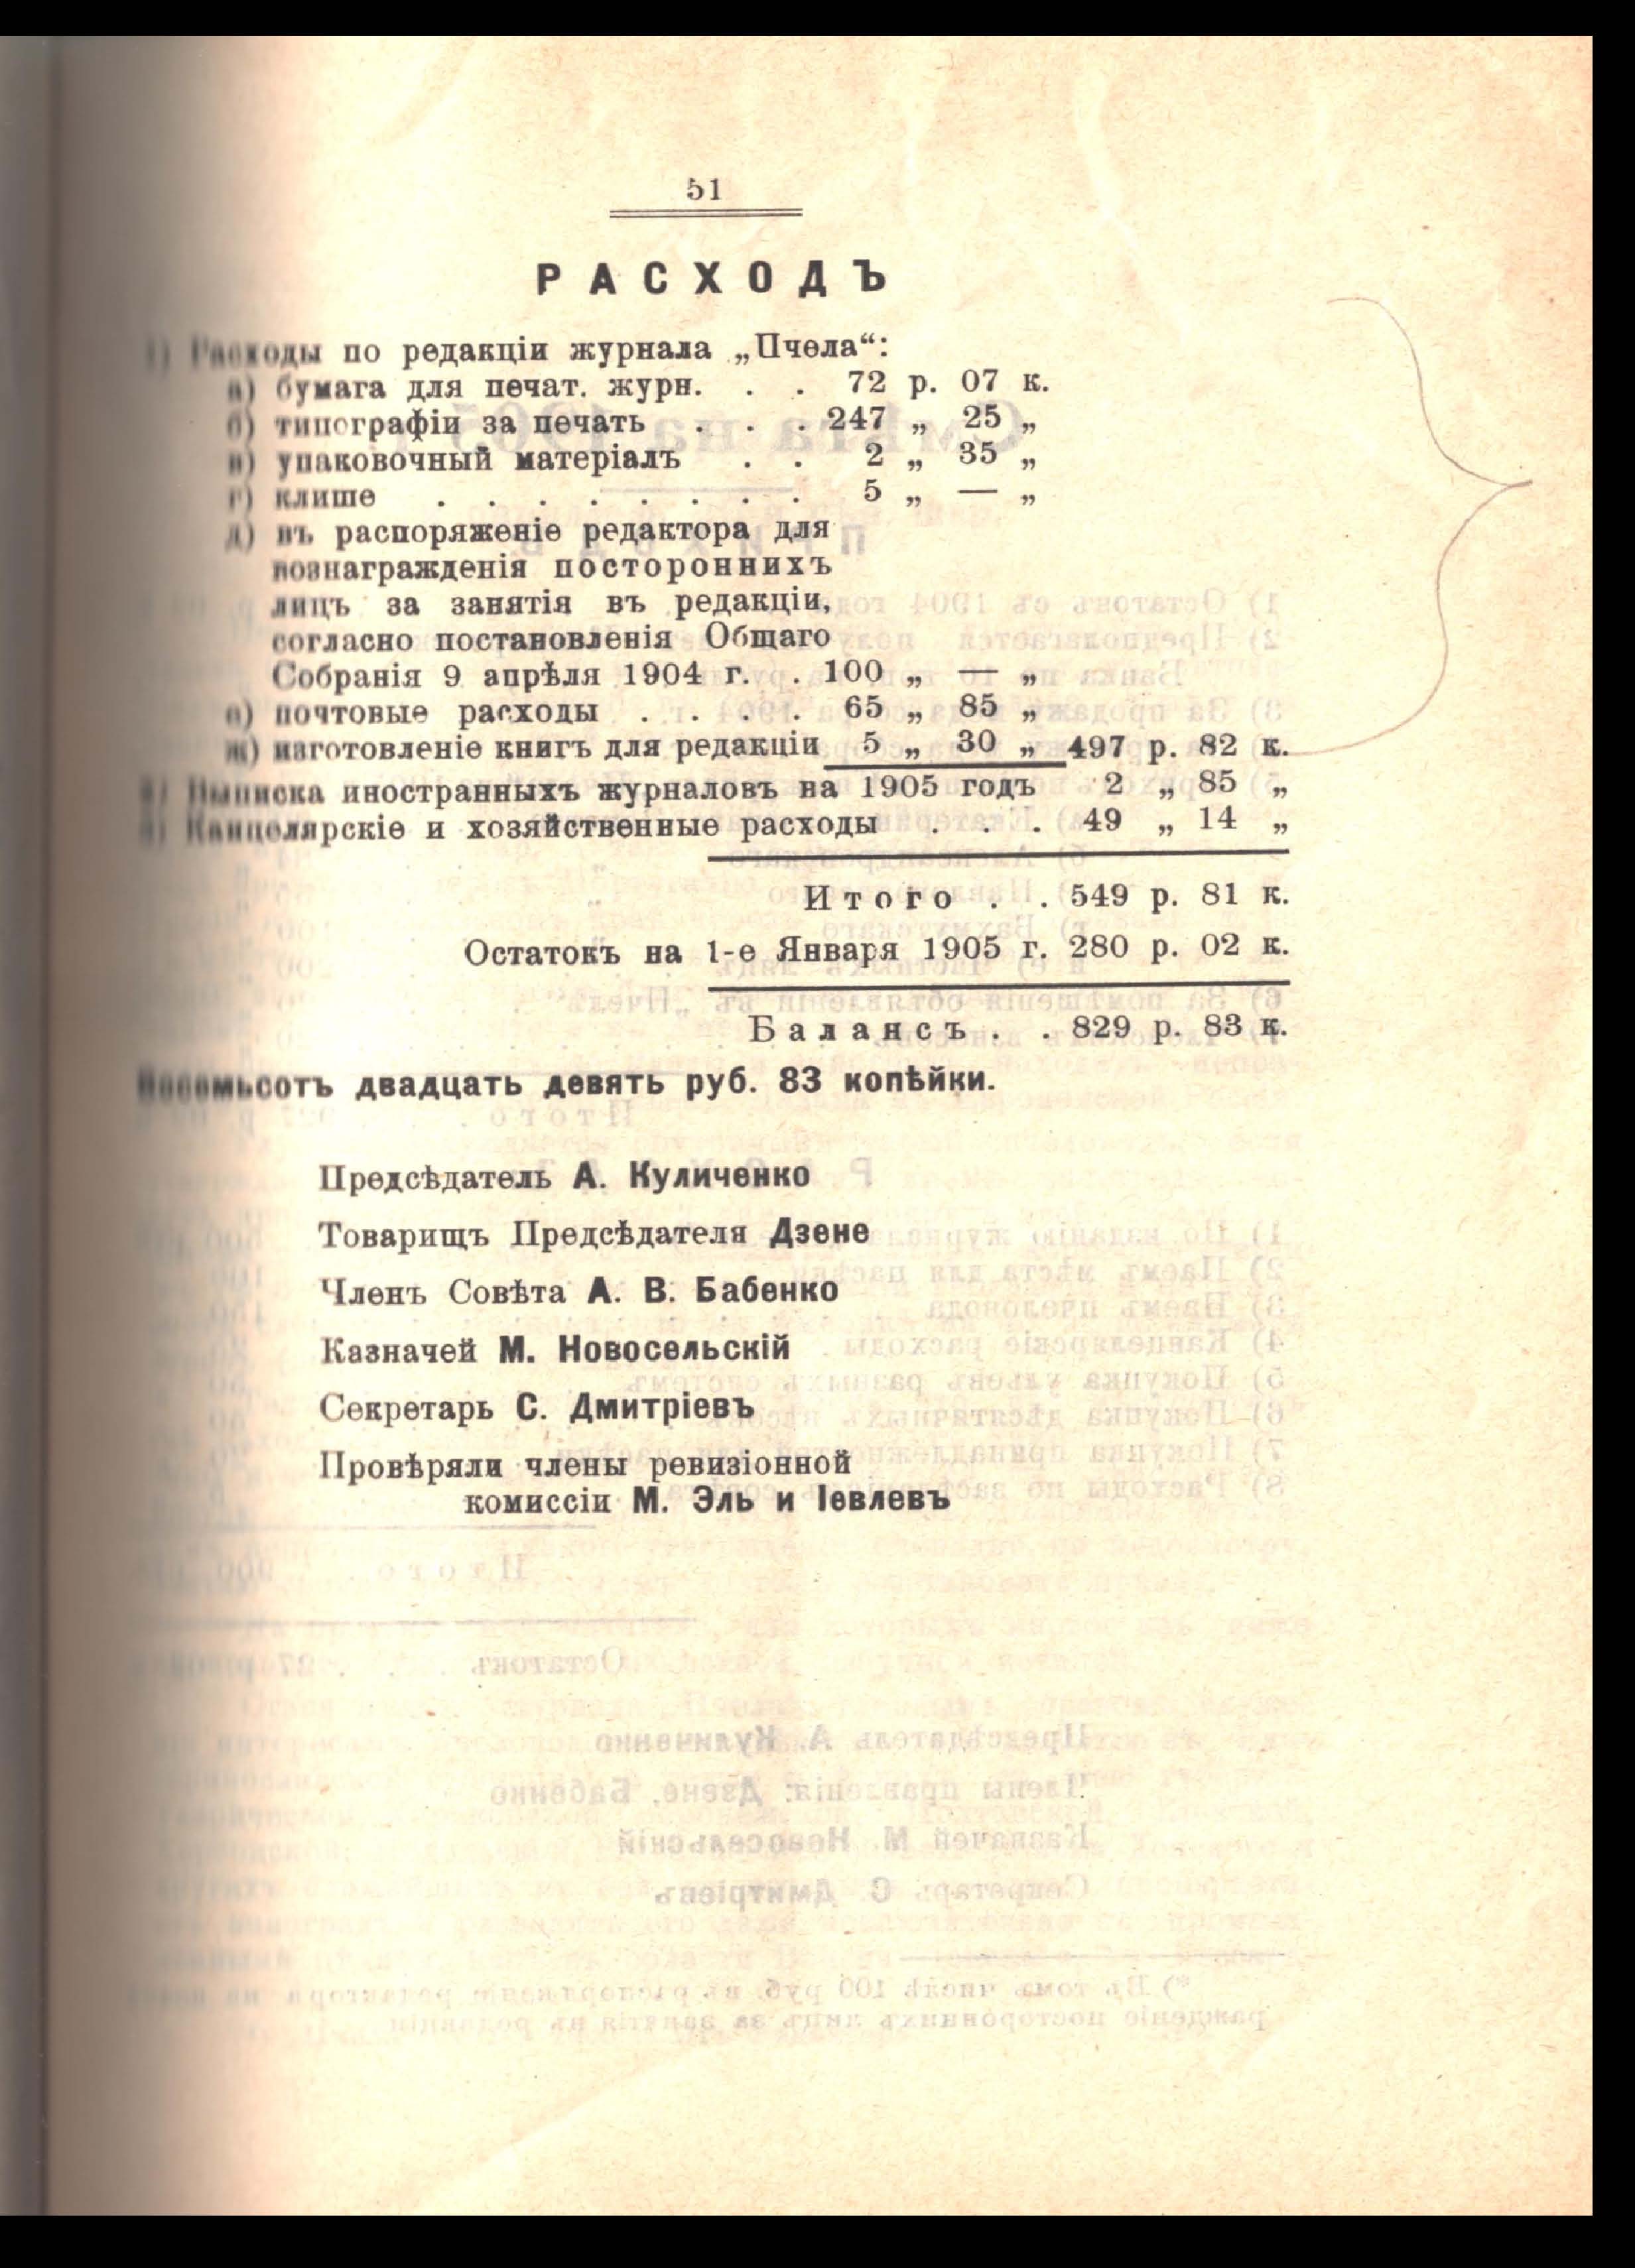 51
РАСХОДЪ
1) Расходы по редакціи журнала „Пчела“:
а) бумага для печат. журн. . . 72 р. 07 к.
б) типографіи за печать . . . 247 „ 25 „
в) упаковочный матеріалъ . . 2 „ 35 „
г) клише . . . . . . . . 5 „ — „
д) въ распоряженіе редактора для
вознагражденія постороннихъ
лицъ за занятія въ редакціи,
согласно постановленія Общаго
Собранія 9 апрѣля 1904 г. . 100 „ — „
е) почтовые расходы . . . . 65 „ 85 „
ж) изготовленіе книгъ для редакціи 5 „ 30 „ 497 р. 82 к.
2) Выписка иностранныхъ журналовъ на 1905 годъ 2 „ 85 „
3) Канцелярскіе и хозяйственные расходы . . . 49 „ 14 „
Итого . . 549 р. 81 к.
Остатокъ на 1-е Января 1905 г. 280 р. 02 к.
Балансъ . . 829 р. 83 к.
Восемьсотъ двадцать девять руб. 83 копѣйки.
Предсѣдатель А. Куличенко
Товарищъ Предсѣдателя Дзене
Членъ Совѣта А. В. Бабенко
Казначей М. Новосельскій
Секретарь С. Дмитріевъ
Провѣряли члены ревизіонной
комиссіи М. Эль и Іевлевъ